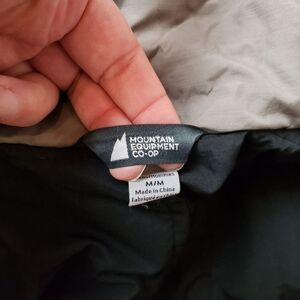 MOUNTAIN
EQUIPMENT
CO-OP
M/M
Made in China